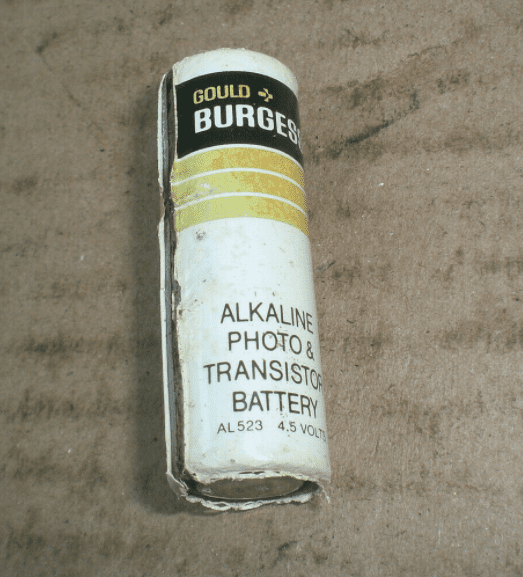 GOULD
BURGESS
ALKALINE
PHOTO &
TRANSISTOR
BATTERY
AL523 4.5 VOLTS